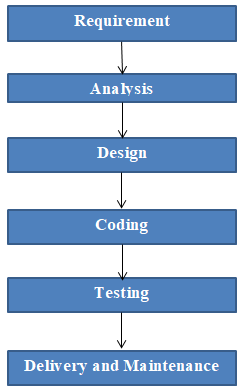 Requirement
Analysis
Design
Coding
Testing
Delivery and Maintenance